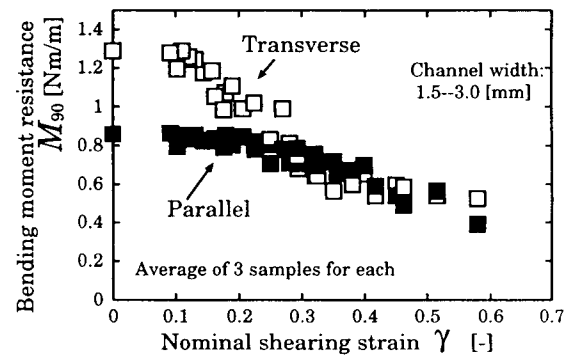 Bending moment resistance
M90 [Nm/m]
1.4
1.2
1
0.8
0.6
0.4
0.2
0
Transverse
Channel width:
1.5--3.0 [mm]
Parallel
Average of 3 samples for each
0 0.1 0.2 0.3 0.4 0.5 0.6 0.7
Nominal shearing strain γ [-]